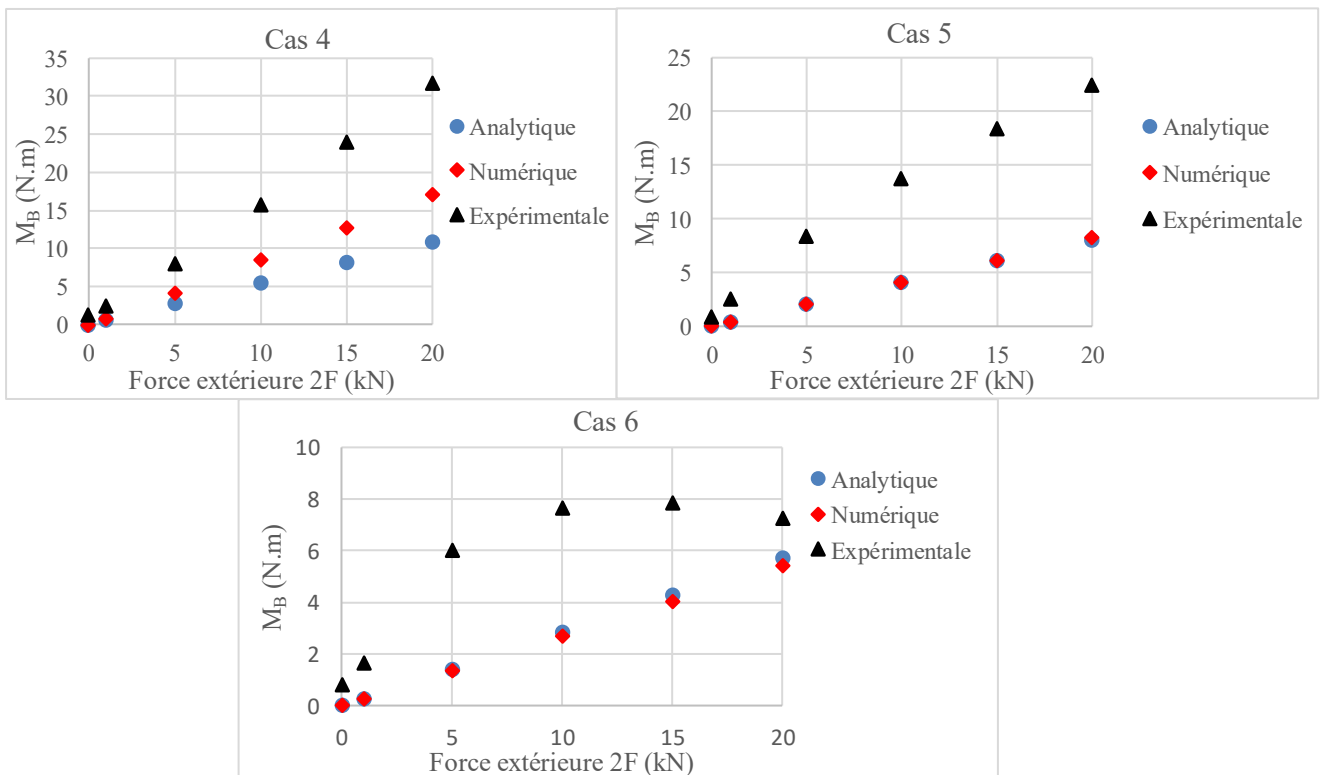 Cas 4
35
30
25
20
15
10
5
0
M_B (N.m)
0 5 10 15 20
Force extérieure 2F (kN)
Analytique
Numérique
Expérimentale
Cas 5
25
20
15
10
5
0
M_B (N.m)
0 5 10 15 20
Force extérieure 2F (kN)
Analytique
Numérique
Expérimentale
Cas 6
10
8
6
4
2
0
M_B (N.m)
0 5 10 15 20
Force extérieure 2F (kN)
Analytique
Numérique
Expérimentale